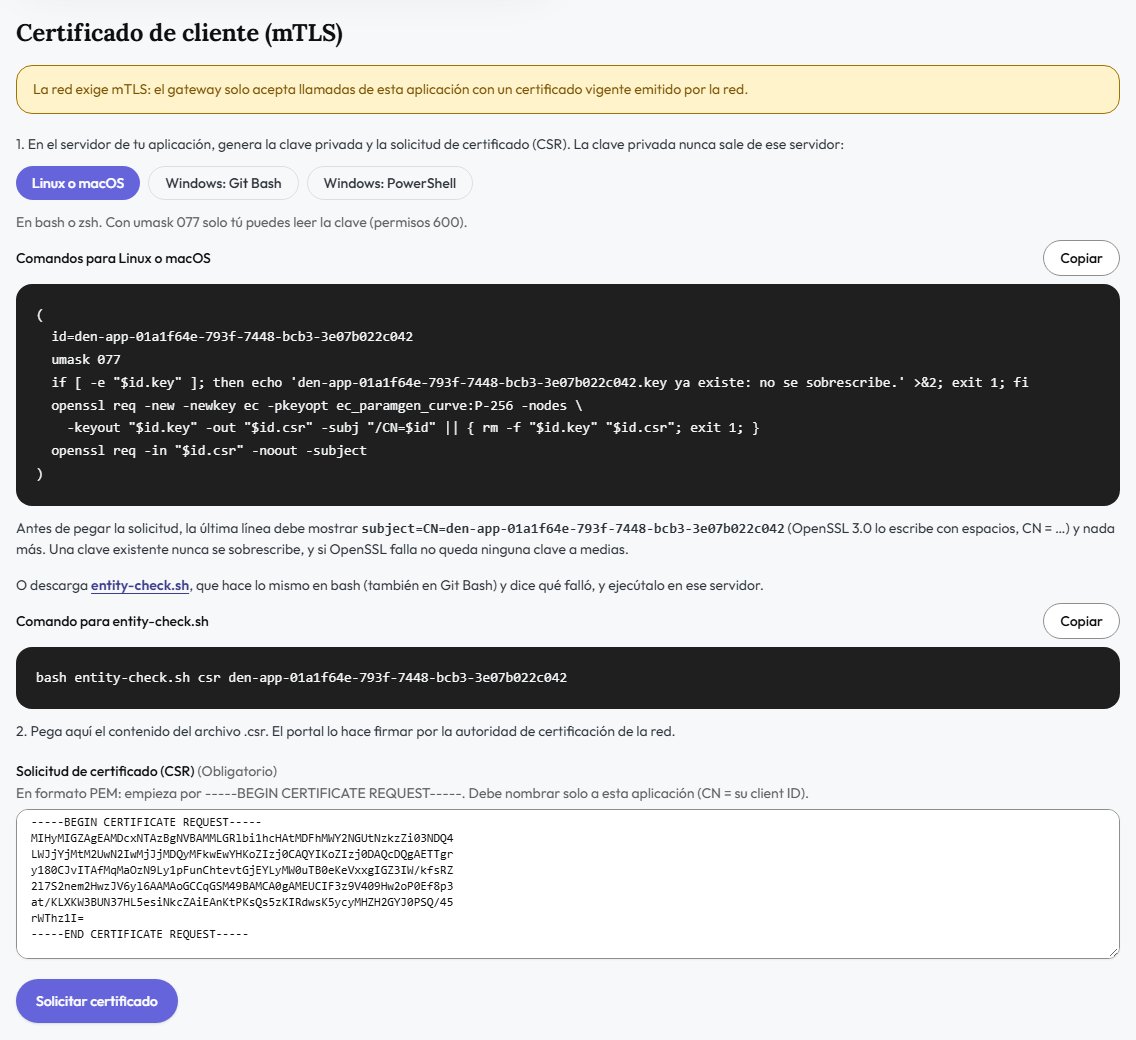 Certificado de cliente (mTLS)
La red exige mTLS: el gateway solo acepta llamadas de esta aplicación con un certificado vigente emitido por la red.
1. En el servidor de tu aplicación, genera la clave privada y la solicitud de certificado (CSR). La clave privada nunca sale de ese servidor:
Linux o macOS
Windows: Git Bash
Windows: PowerShell
En bash o zsh. Con umask 077 solo tú puedes leer la clave (permisos 600).
Comandos para Linux o macOS
Copiar
(
id=den-app-01a1f64e-793f-7448-bcb3-3e07b022c042
umask 077
if [ -e "$id.key" ]; then echo 'den-app-01a1f64e-793f-7448-bcb3-3e07b022c042.key ya existe: no se sobrescribe.' >&2; exit 1; fi
openssl req -new -newkey ec -pkeyopt ec_paramgen_curve:P-256 -nodes \
-keyout "$id.key" -out "$id.csr" -subj "/CN=$id" || { rm -f "$id.key" "$id.csr"; exit 1; }
openssl req -in "$id.csr" -noout -subject
)
Antes de pegar la solicitud, la última línea debe mostrar subject=CN=den-app-01a1f64e-793f-7448-bcb3-3e07b022c042 (OpenSSL 3.0 lo escribe con espacios, CN = ...) y nada
más. Una clave existente nunca se sobrescribe, y si OpenSSL falla no queda ninguna clave a medias.
O descarga entity-check.sh, que hace lo mismo en bash (también en Git Bash) y dice qué falló, y ejecútalo en ese servidor.
Comando para entity-check.sh
Copiar
bash entity-check.sh csr den-app-01a1f64e-793f-7448-bcb3-3e07b022c042
2. Pega aquí el contenido del archivo .csr. El portal lo hace firmar por la autoridad de certificación de la red.
Solicitud de certificado (CSR) (Obligatorio)
En formato PEM: empieza por -----BEGIN CERTIFICATE REQUEST-----. Debe nombrar solo a esta aplicación (CN = su client ID).
-----BEGIN CERTIFICATE REQUEST-----
MIHyMIGZAgEAMDcxNTAzBgNVBAMMLGRlbi1hcHAtMDFhMWY2NGUtNzkzZi03NDQ4
LWJjYjMtM2UwN2IwMjJjMDQyMFkwEwYHKoZIzj0CAQYIKoZIzj0DAQcDQgAETTgr
y180CJvITAfMqMaOzN9Ly1pFunChtevtGjEYLyMW0uTB0eKeVxxgIGZ3IW/kfsRZ
2l7S2nem2HwzJV6yl6AAMAoGCCqGSM49BAMCA0gAMEUCIF3z9V409Hw2oP0Ef8p3
at/KLXKW3BUN37HL5esiNkcZAiEAnKtPKsQs5zKIRdwsK5ycyMHZH2GYJ0PSQ/45
rWThz1I=
-----END CERTIFICATE REQUEST-----
Solicitar certificado